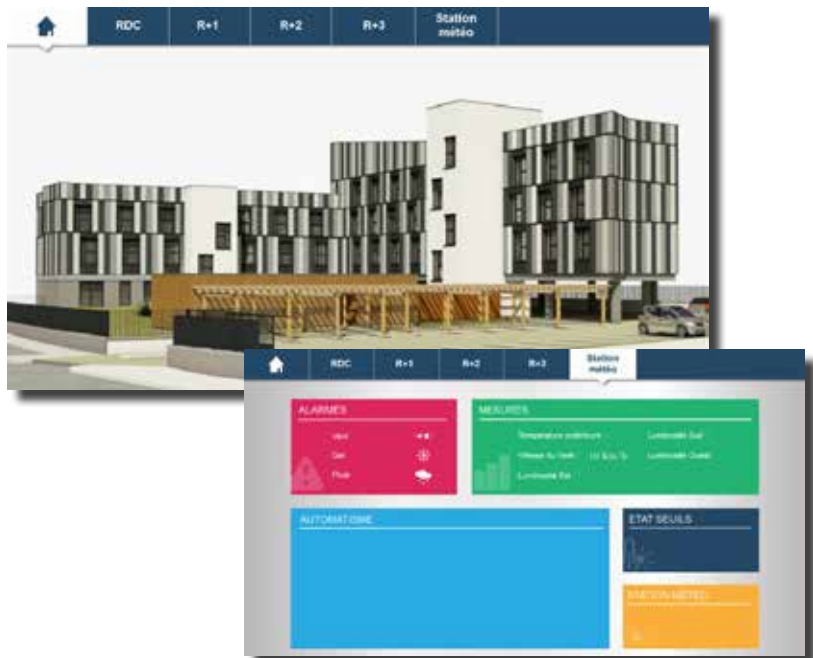 RDC
R+1
R+2
R+3
Station
météo
RDC
R+1
R+2
R+3
Station
météo
ALARMES
Vent
Gel
Pluie
MESURES
Température extérieure
Luminosité Sud
Vitesse du Vent
Luminosité Ouest
Luminosité Est
AUTOMATISME
ETAT SEUILS
STATION METEO